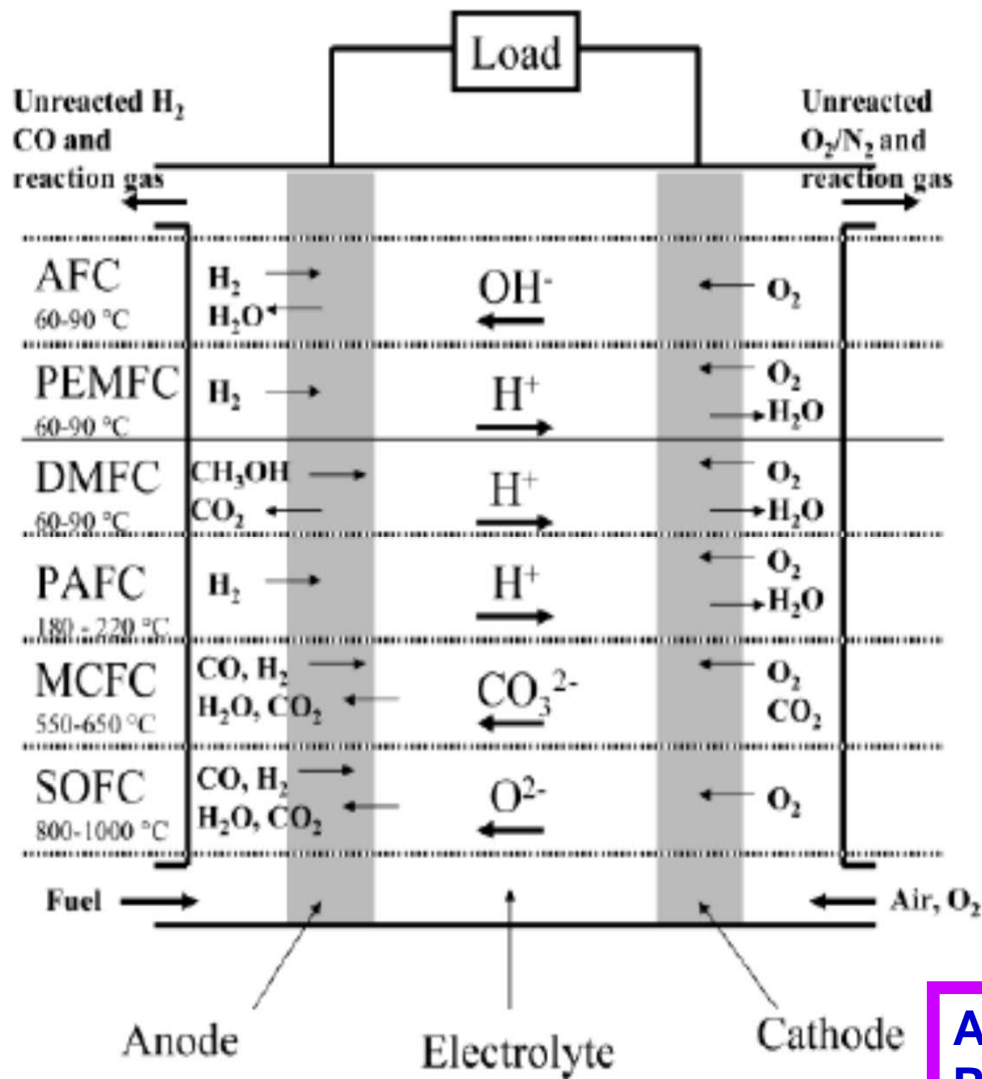 Load
Unreacted H₂
CO and
reaction gas
Unreacted
O₂/N₂ and
reaction gas
AFC
60-90 °C
H₂
H₂O
OH⁻
O₂
PEMFC
60-90 °C
H₂
H⁺
O₂
H₂O
DMFC
60-90 °C
CH₃OH
CO₂
H⁺
O₂
H₂O
PAFC
180 - 220 °C
H₂
H⁺
O₂
H₂O
MCFC
550-650 °C
CO, H₂
H₂O, CO₂
CO₃²⁻
O₂
CO₂
SOFC
800-1000 °C
CO, H₂
H₂O, CO₂
O²⁻
O₂
Fuel
Air, O₂
Anode
Electrolyte
Cathode
A